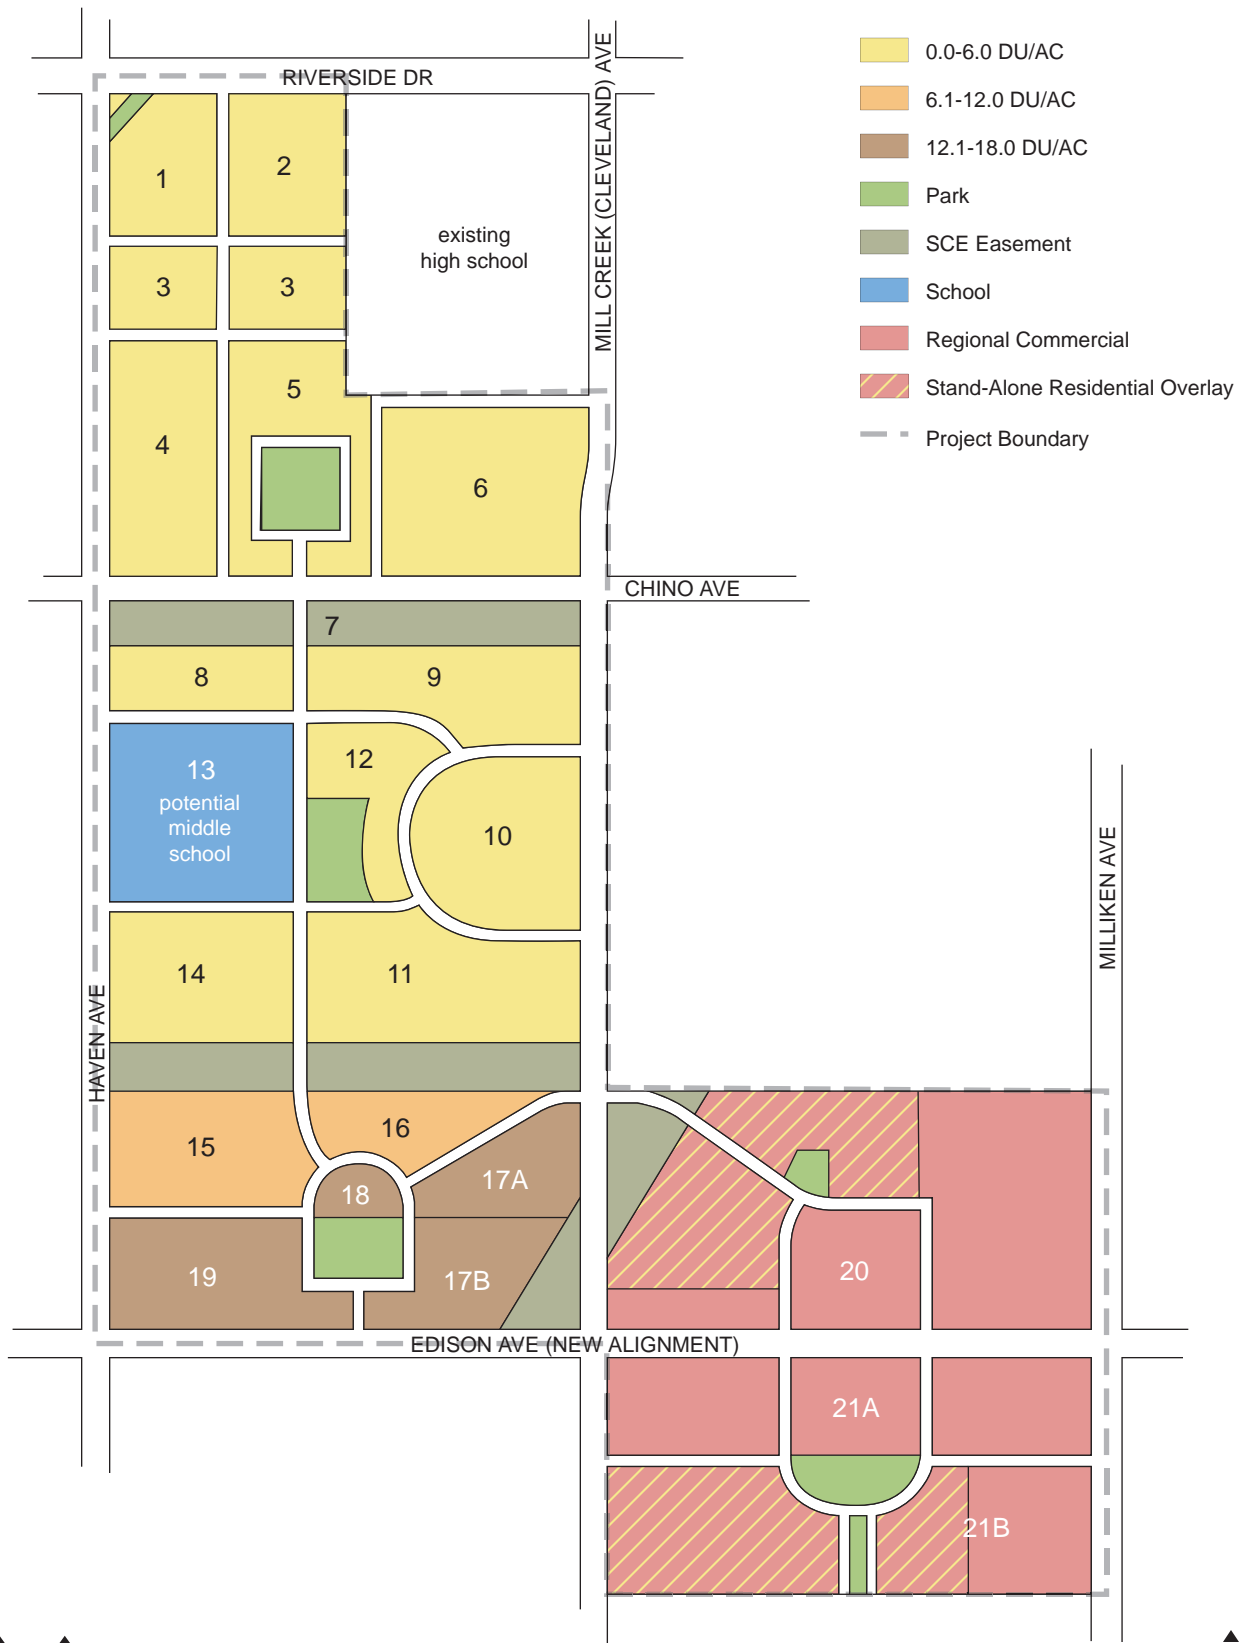 0.0-6.0 DU/AC
6.1-12.0 DU/AC
12.1-18.0 DU/AC
Park
SCE Easement
School
Regional Commercial
Stand-Alone Residential Overlay
Project Boundary
RIVERSIDE DR
MILL CREEK (CLEVELAND) AVE
1
2
existing
high school
3
3
5
4
6
CHINO AVE
7
8
9
12
13
potential
middle
school
10
MILLIKEN AVE
14
11
HAVEN AVE
16
15
17A
18
20
19
17B
EDISON AVE (NEW ALIGNMENT)
21A
21B